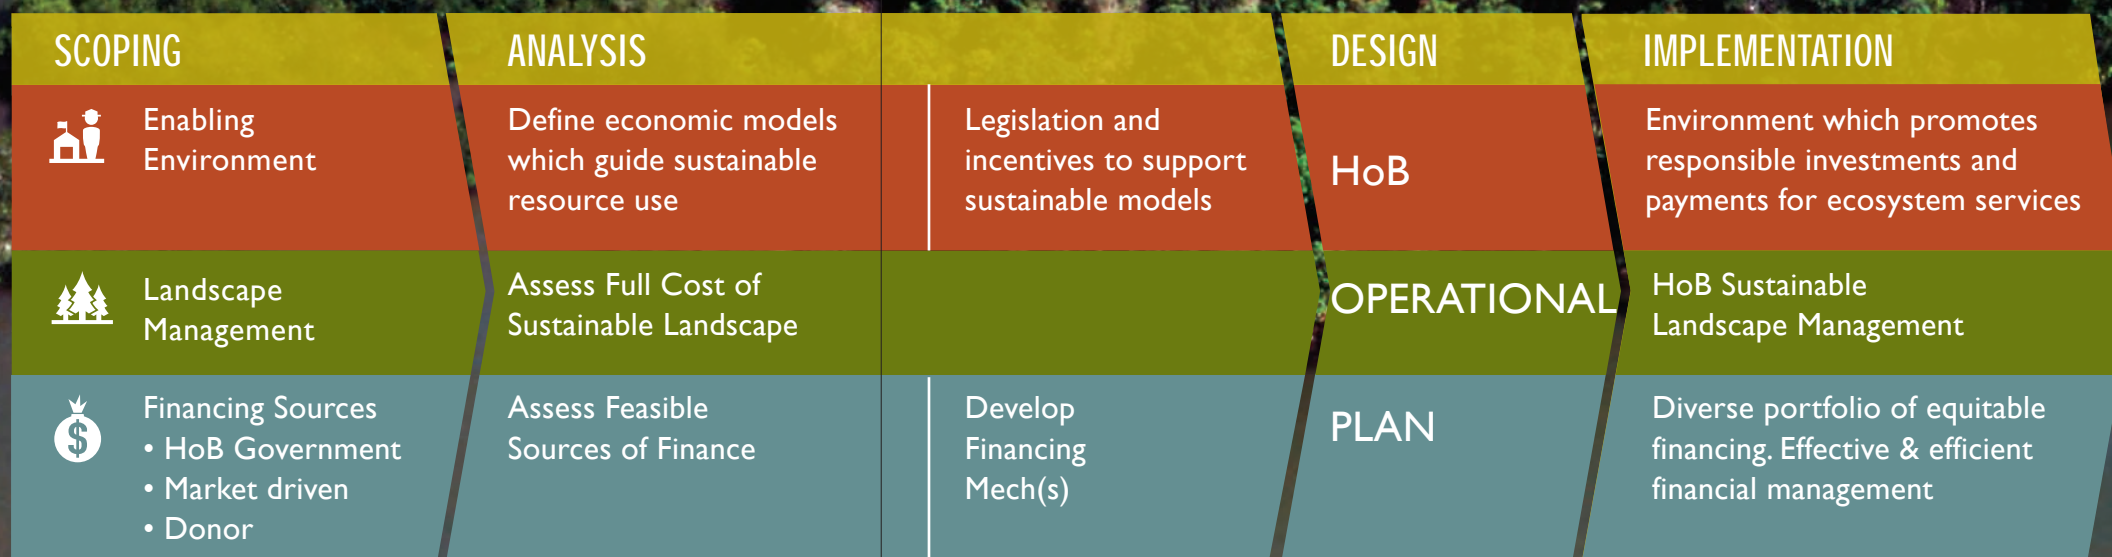 SCOPING
ANALYSIS
DESIGN
IMPLEMENTATION
Enabling
Environment
Define economic models
which guide sustainable
resource use
Legislation and
incentives to support
sustainable models
HoB
Environment which promotes
responsible investments and
payments for ecosystem services
Landscape
Management
Assess Full Cost of
Sustainable Landscape
OPERATIONAL
HoB Sustainable
Landscape Management
Financing Sources
• HoB Government
• Market driven
• Donor
Assess Feasible
Sources of Finance
Develop
Financing
Mech(s)
PLAN
Diverse portfolio of equitable
financing. Effective & efficient
financial management
$